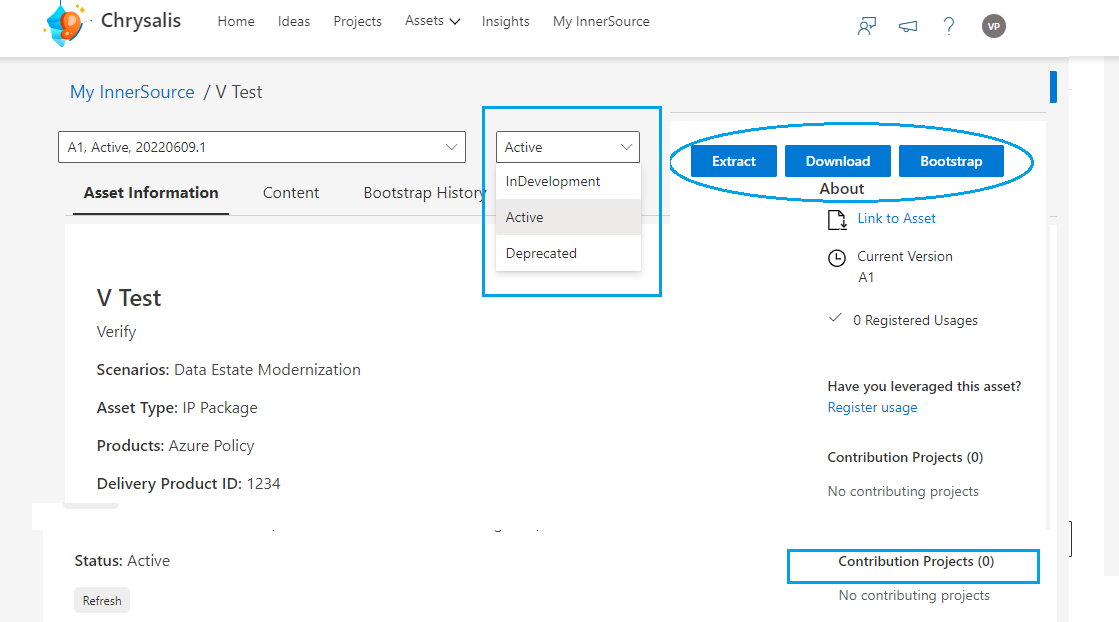 Chrysalis
Home Ideas Projects Assets Insights My InnerSource
? VP
My InnerSource / V Test
A1, Active, 20220609.1
Active
InDevelopment
Active
Deprecated
Extract Download Bootstrap
Asset Information Content Bootstrap History
About
Link to Asset
Current Version
A1
0 Registered Usages
V Test
Verify
Scenarios: Data Estate Modernization
Asset Type: IP Package
Products: Azure Policy
Delivery Product ID: 1234
Have you leveraged this asset?
Register usage
Contribution Projects (0)
No contributing projects
Status: Active
Refresh
Contribution Projects (0)
No contributing projects